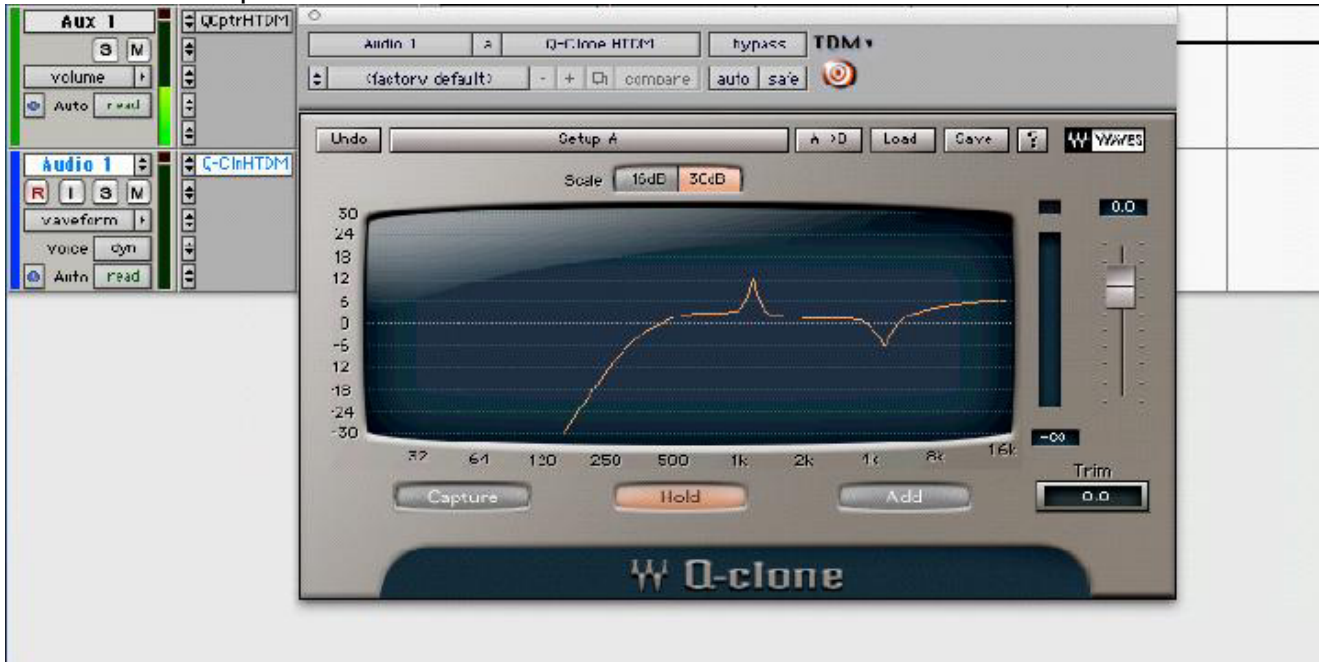 Aux 1
QCptrHTDM
S M
volume
Auto read
Audio 1
Q-ClnHTDM
R I S M
waveform
voice dyn
Auto read
Audio 1 a Q-Clone HTDM bypass TDM
<factory default> - + compare auto safe
Undo Setup A Load Save ? WAVES
Scale 30dB
30
24
18
12
6
0
-6
12
-18
-24
-30
0.0
-∞
32 64 120 250 500 1k 2k 4k 8k 16k
Trim
0.0
Capture Hold Add
Q-clone